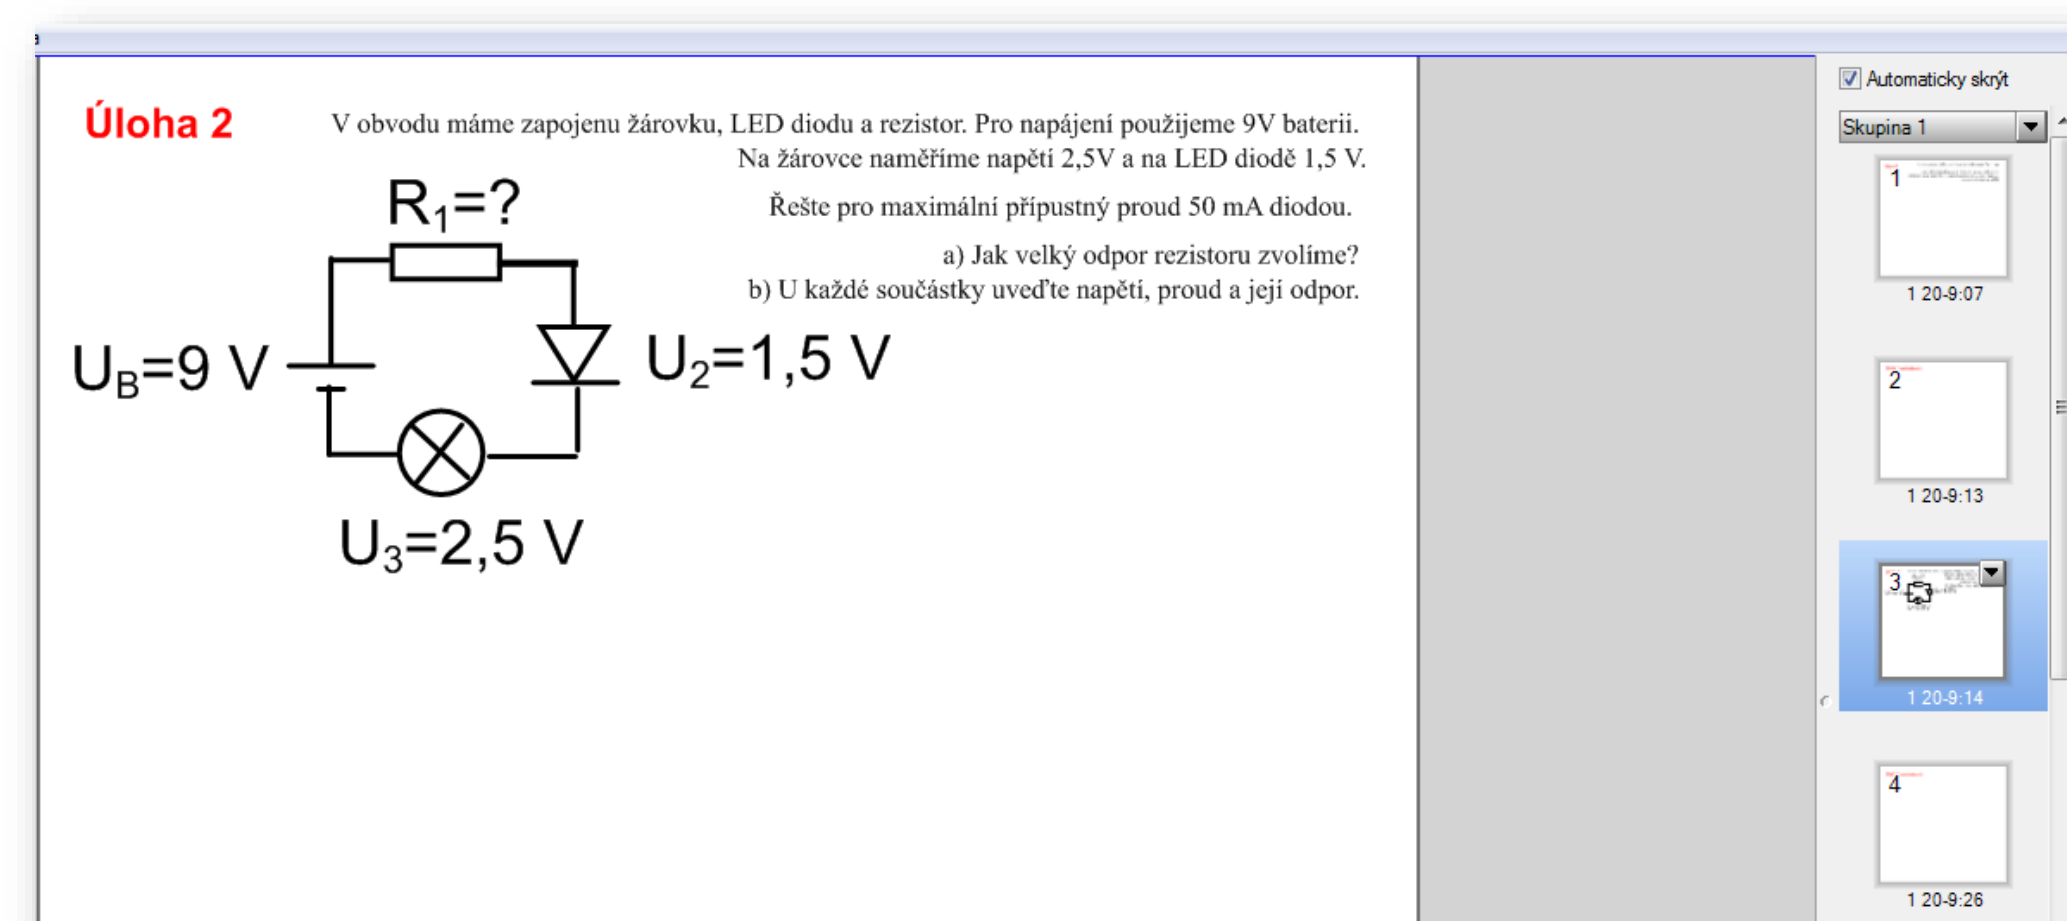 a
Úloha 2
V obvodu máme zapojenu žárovku, LED diodu a rezistor. Pro napájení použijeme 9V baterii.
Na žárovce naměříme napětí 2,5V a na LED diodě 1,5 V.
Řešte pro maximální přípustný proud 50 mA diodou.
a) Jak velký odpor rezistoru zvolíme?
b) U každé součástky uveďte napětí, proud a její odpor.
R₁=?
U_B=9 V
U₂=1,5 V
U₃=2,5 V
Automaticky skrýt
Skupina 1
1
1 20-9:07
2
1 20-9:13
3
1 20-9:14
4
1 20-9:26